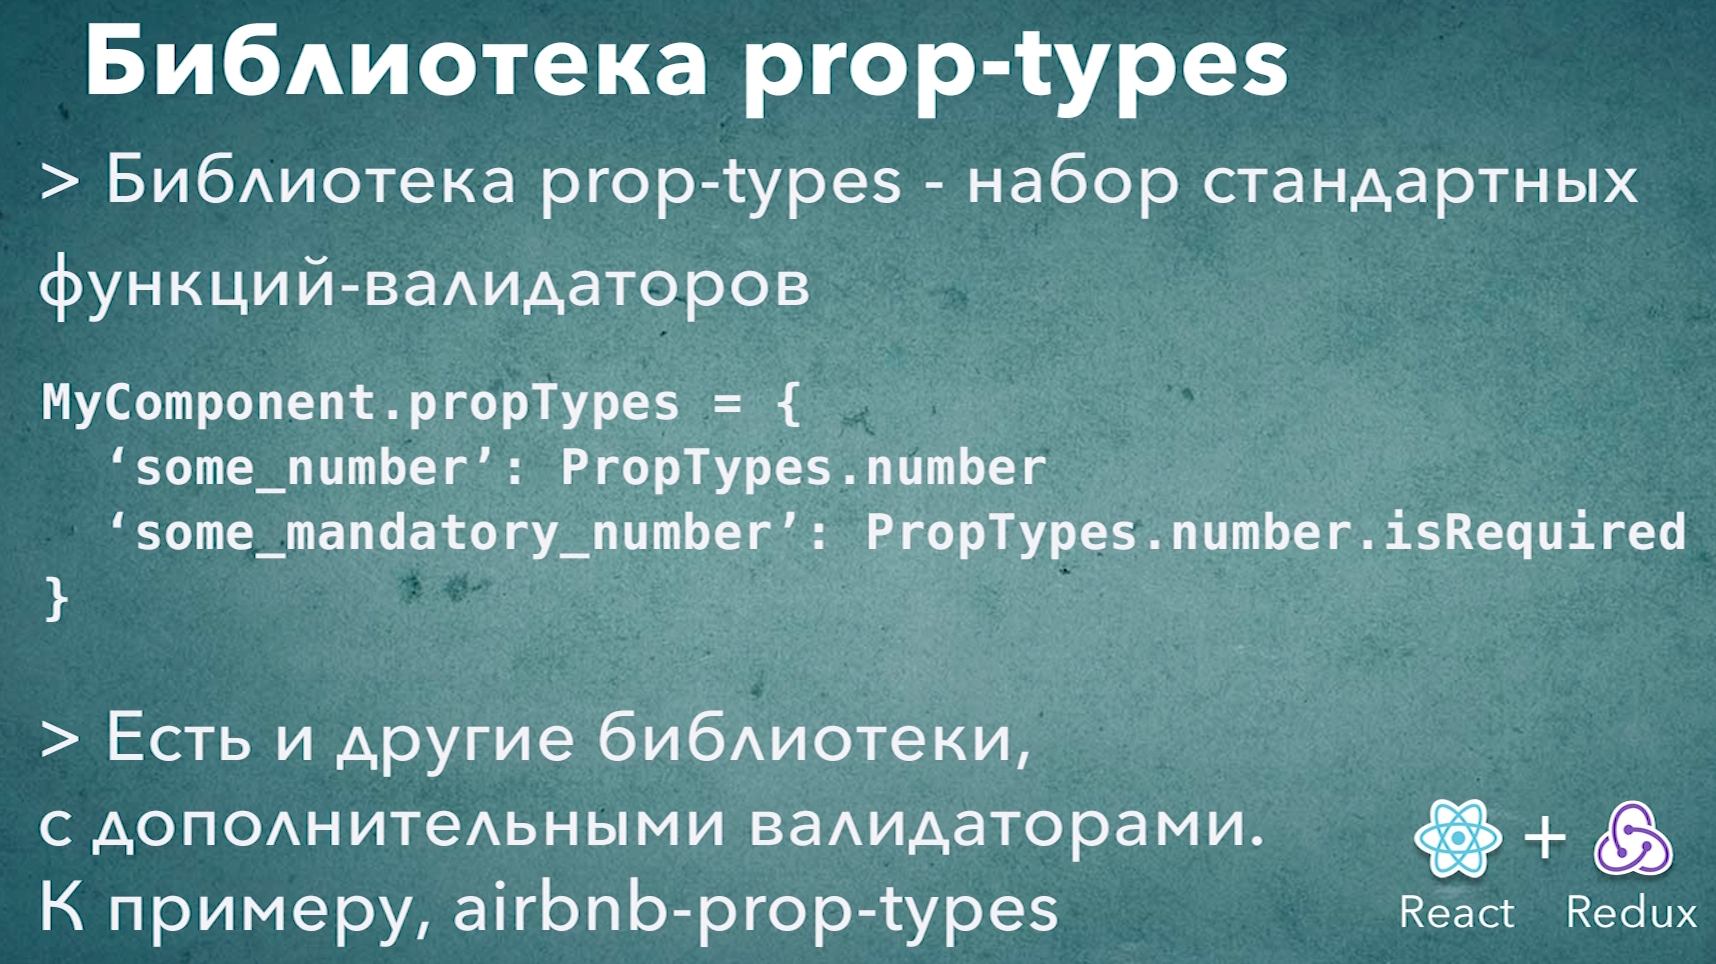 Библиотека prop-types
> Библиотека prop-types - набор стандартных
функций-валидаторов
MyComponent.propTypes = {
  ‘some_number’: PropTypes.number
  ‘some_mandatory_number’: PropTypes.number.isRequired
}
> Есть и другие библиотеки,
с дополнительными валидаторами.
К примеру, airbnb-prop-types
+
React Redux